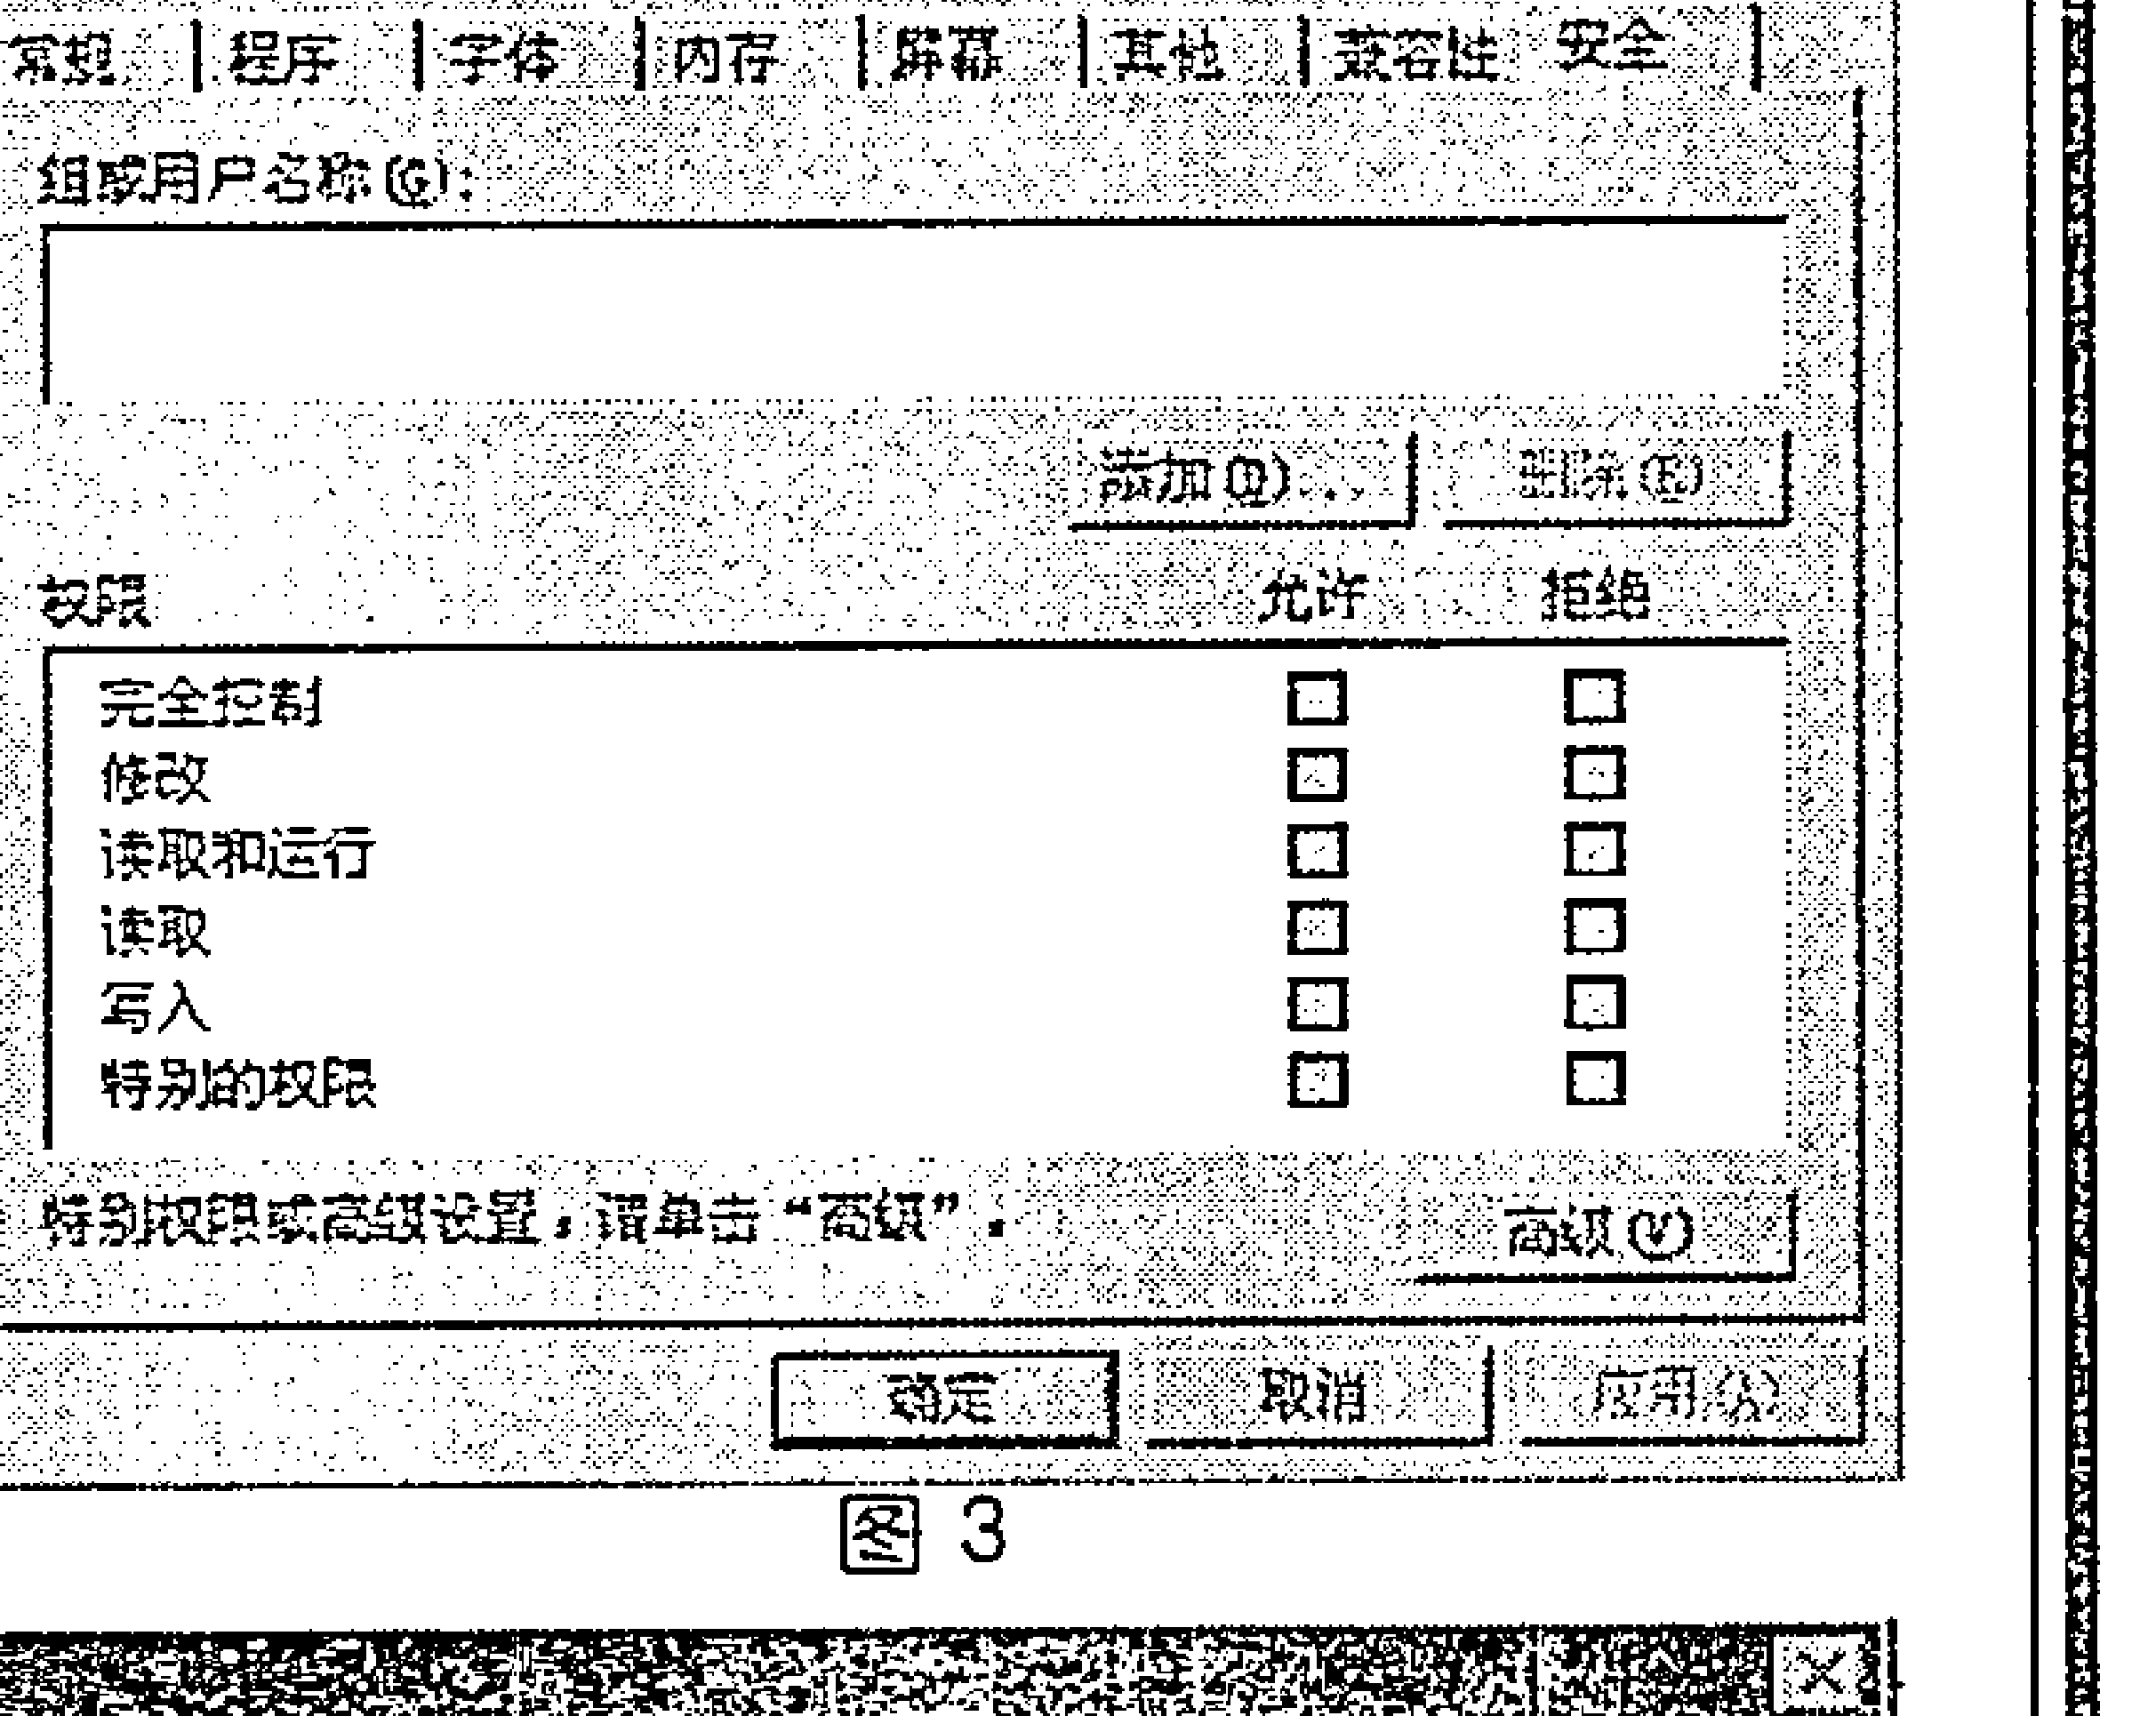 常规 程序 字体 内存 屏幕 其他 兼容性 安全
组或用户名称(G):
添加(D)... 删除(R)
权限 允许 拒绝
完全控制
修改
读取和运行
读取
写入
特别的权限
特别权限或高级设置，请单击“高级”。
高级(V)
确定 取消 应用(A)
图 3